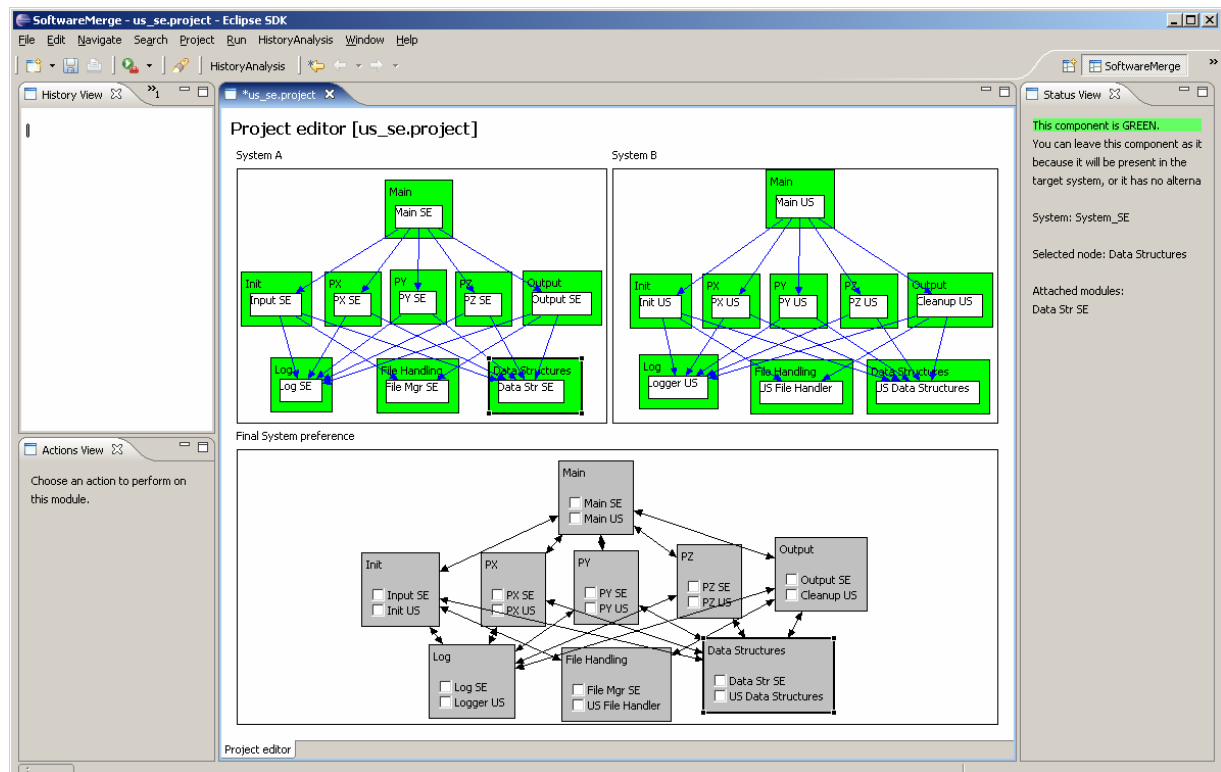 SoftwareMerge - us_se.project - Eclipse SDK
File Edit Navigate Search Project Run HistoryAnalysis Window Help
HistoryAnalysis
SoftwareMerge
»
History View
»1
*us_se.project
Status View
Project editor [us_se.project]
System A
Main
Main SE
Init
Input SE
PX
PX SE
PY
PY SE
PZ
PZ SE
Output
Output SE
Log
Log SE
File Handling
File Mgr SE
Data Structures
Data Str SE
System B
Main
Main US
Init
Init US
PX
PX US
PY
PY US
PZ
PZ US
Output
Cleanup US
Log
Logger US
File Handling
US File Handler
Data Structures
US Data Structures
This component is GREEN.
You can leave this component as it
because it will be present in the
target system, or it has no alterna
System: System_SE
Selected node: Data Structures
Attached modules:
Data Str SE
Actions View
Choose an action to perform on
this module.
Final System preference
Main
Main SE
Main US
Init
Input SE
Init US
PX
PX SE
PX US
PY
PY SE
PY US
PZ
PZ SE
PZ US
Output
Output SE
Cleanup US
Log
Log SE
Logger US
File Handling
File Mgr SE
US File Handler
Data Structures
Data Str SE
US Data Structures
Project editor